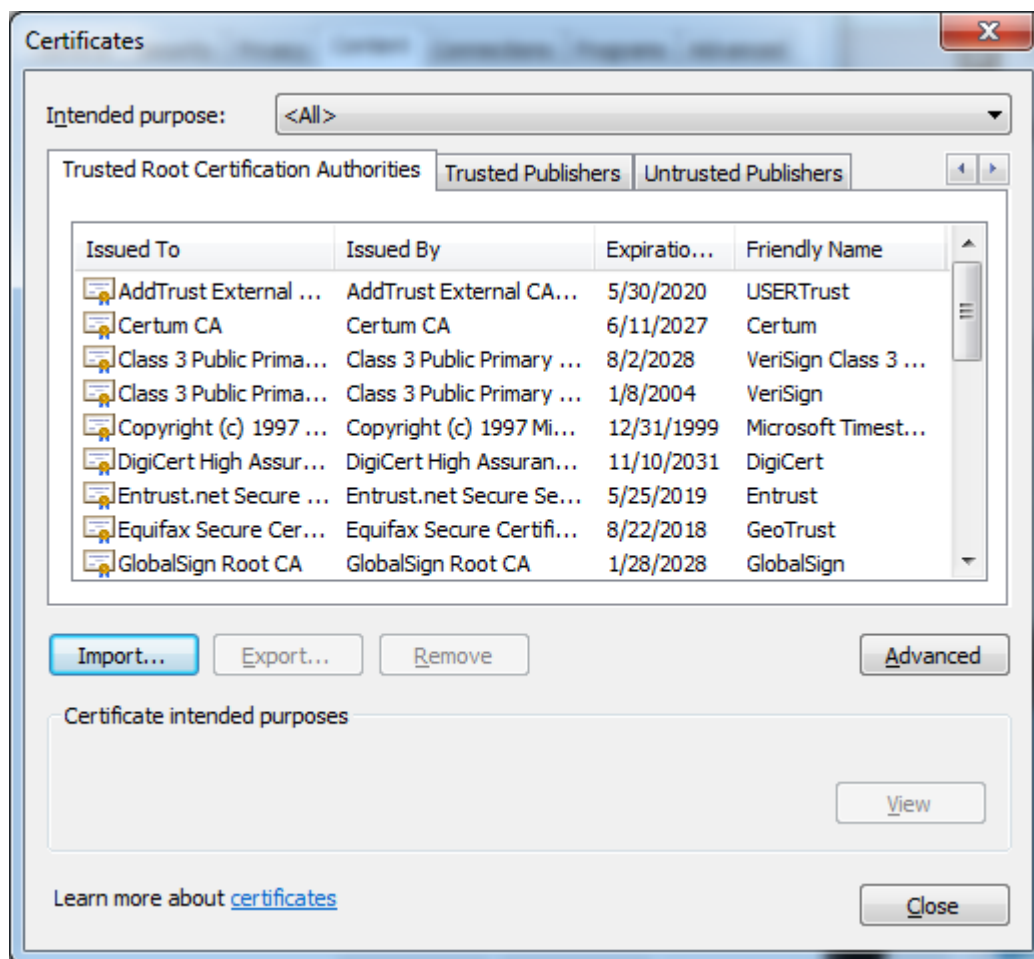 Certificates
Intended purpose: <All>
Trusted Root Certification Authorities Trusted Publishers Untrusted Publishers
Issued To Issued By Expiratio... Friendly Name
AddTrust External ... AddTrust External CA... 5/30/2020 USERTrust
Certum CA Certum CA 6/11/2027 Certum
Class 3 Public Prima... Class 3 Public Primary ... 8/2/2028 VeriSign Class 3 ...
Class 3 Public Prima... Class 3 Public Primary ... 1/8/2004 VeriSign
Copyright (c) 1997 ... Copyright (c) 1997 Mi... 12/31/1999 Microsoft Timest...
DigiCert High Assur... DigiCert High Assuran... 11/10/2031 DigiCert
Entrust.net Secure ... Entrust.net Secure Se... 5/25/2019 Entrust
Equifax Secure Cer... Equifax Secure Certifi... 8/22/2018 GeoTrust
GlobalSign Root CA GlobalSign Root CA 1/28/2028 GlobalSign
Import... Export... Remove Advanced
Certificate intended purposes
View
Learn more about certificates
Close